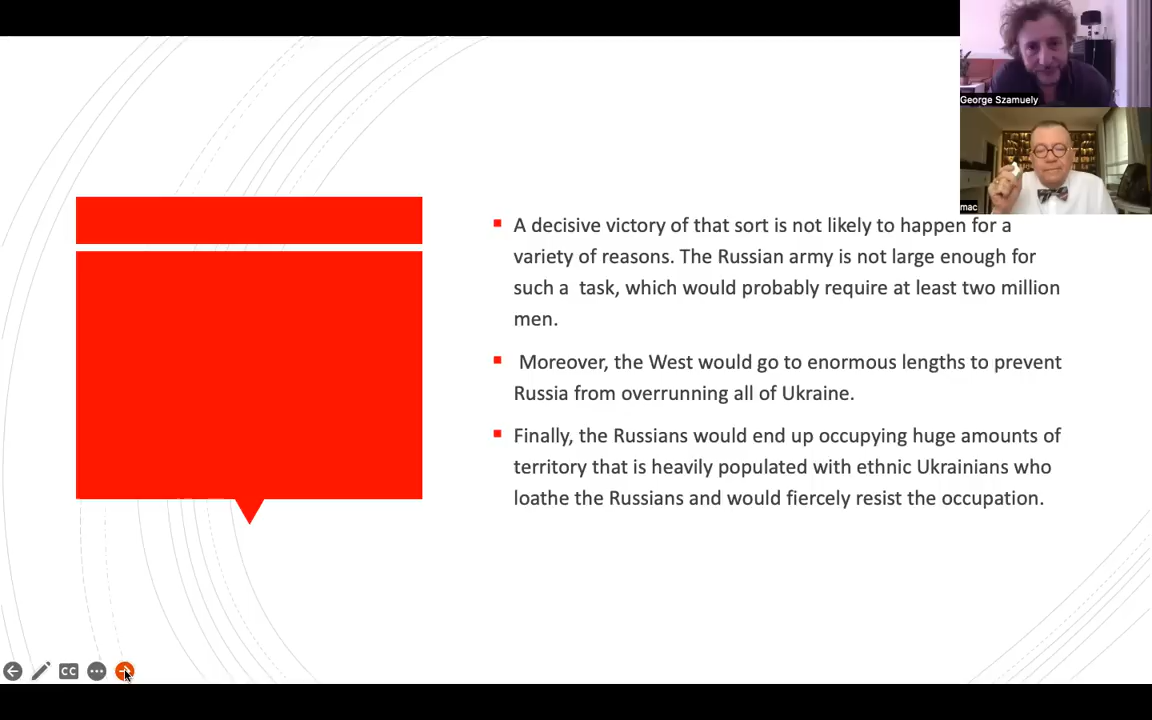 George Szamuely
mac
A decisive victory of that sort is not likely to happen for a
variety of reasons. The Russian army is not large enough for
such a  task, which would probably require at least two million
men.
Moreover, the West would go to enormous lengths to prevent
Russia from overrunning all of Ukraine.
Finally, the Russians would end up occupying huge amounts of
territory that is heavily populated with ethnic Ukrainians who
loathe the Russians and would fiercely resist the occupation.
CC